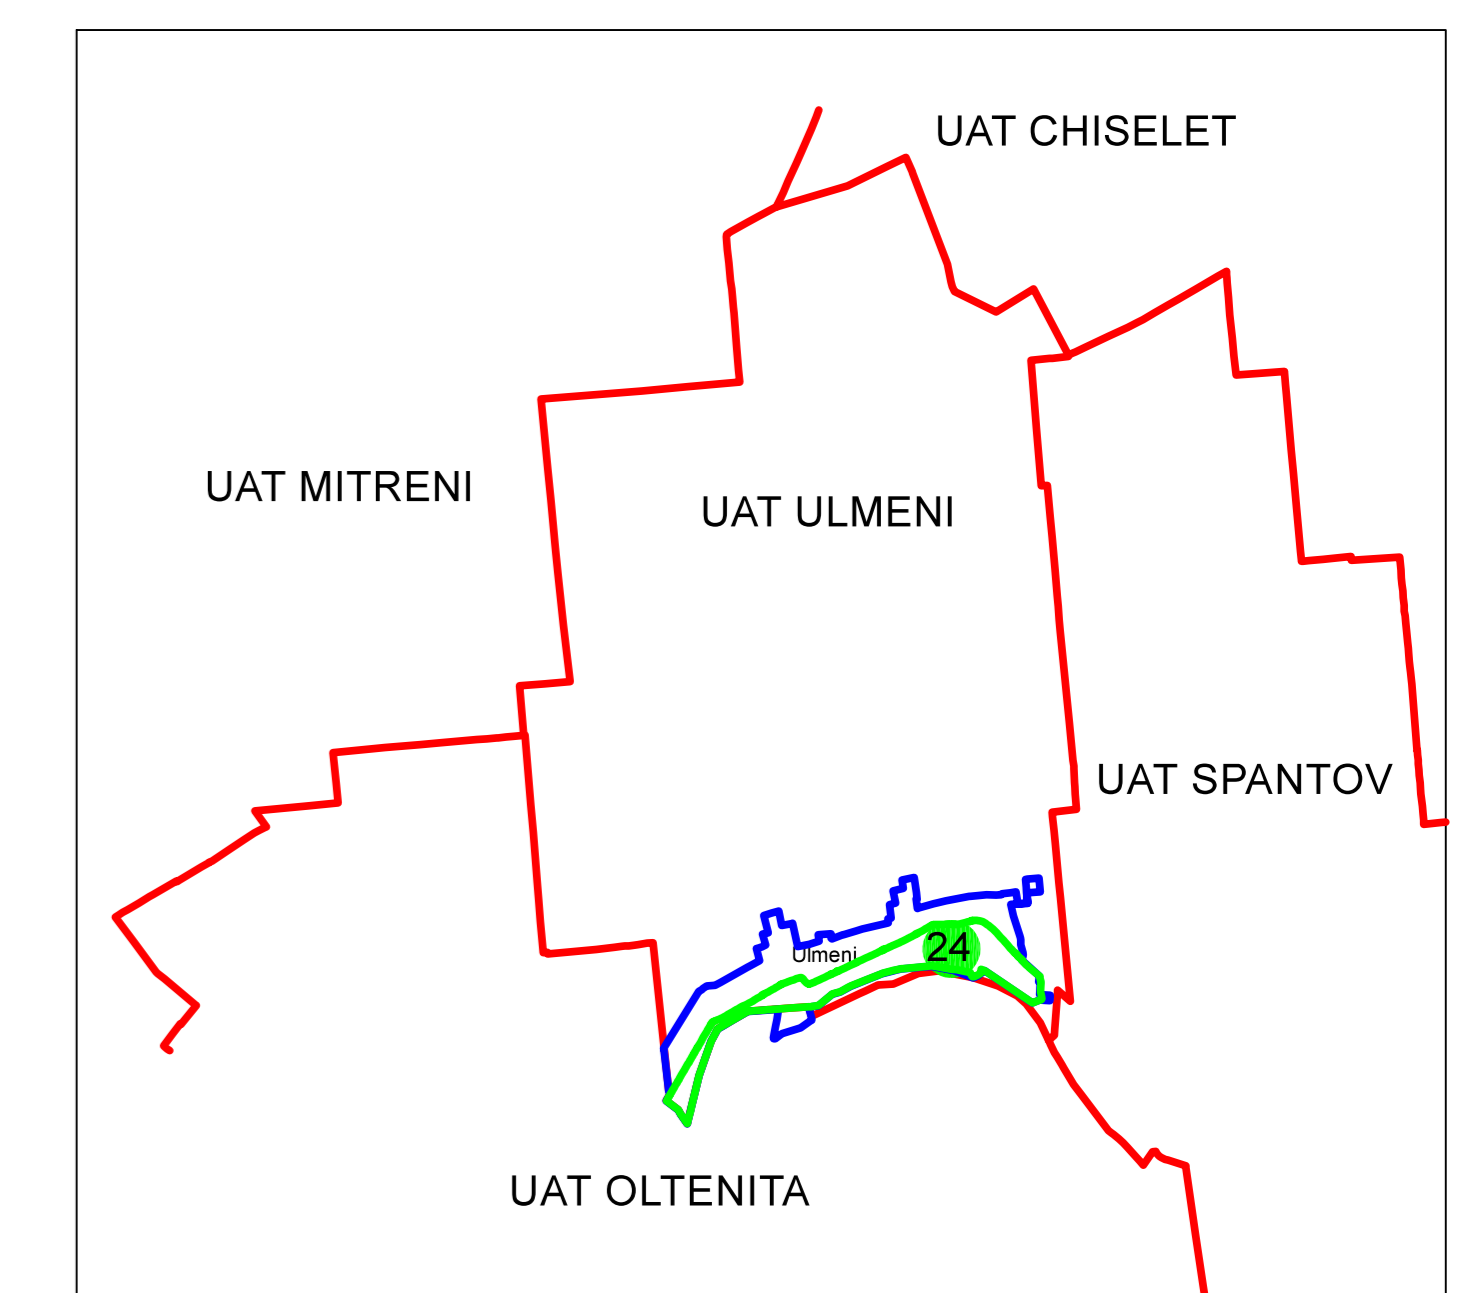 UAT CHISELET
UAT MITRENI
UAT ULMENI
UAT SPANTOV
24
Ulmeni
UAT OLTENITA